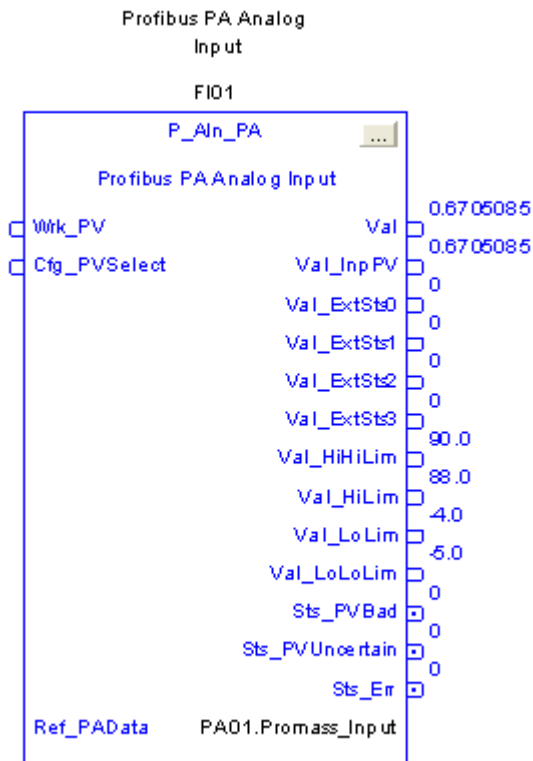 Profibus PA Analog
Input
FI01
P_AIn_PA
...
Profibus PA Analog Input
0.6705085
Wrk_PV Val
0.6705085
Cfg_PVSelect Val_InpPV
0
Val_ExtSts0
0
Val_ExtSts1
0
Val_ExtSts2
0
Val_ExtSts3
90.0
Val_HiHiLim
88.0
Val_HiLim
-4.0
Val_LoLim
-5.0
Val_LoLoLim
0
Sts_PVBad
0
Sts_PVUncertain
0
Sts_Err
Ref_PAData PA01.Promass_Input